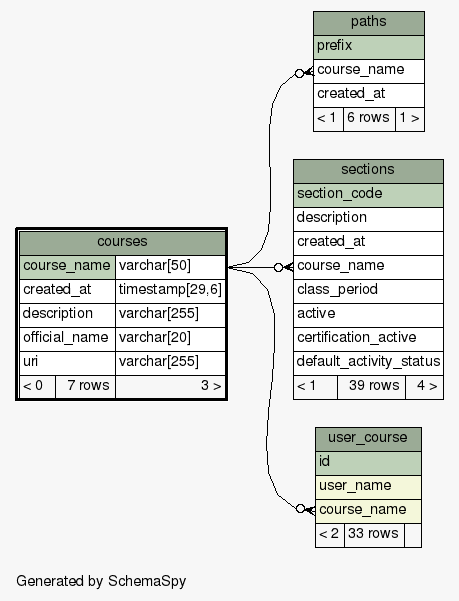 paths
prefix
course_name
created_at
< 1 6 rows 1 >
sections
section_code
description
created_at
course_name
class_period
active
certification_active
default_activity_status
< 1 39 rows 4 >
courses
course_name varchar[50]
created_at timestamp[29,6]
description varchar[255]
official_name varchar[20]
uri varchar[255]
< 0 7 rows 3 >
user_course
id
user_name
course_name
< 2 33 rows
Generated by SchemaSpy